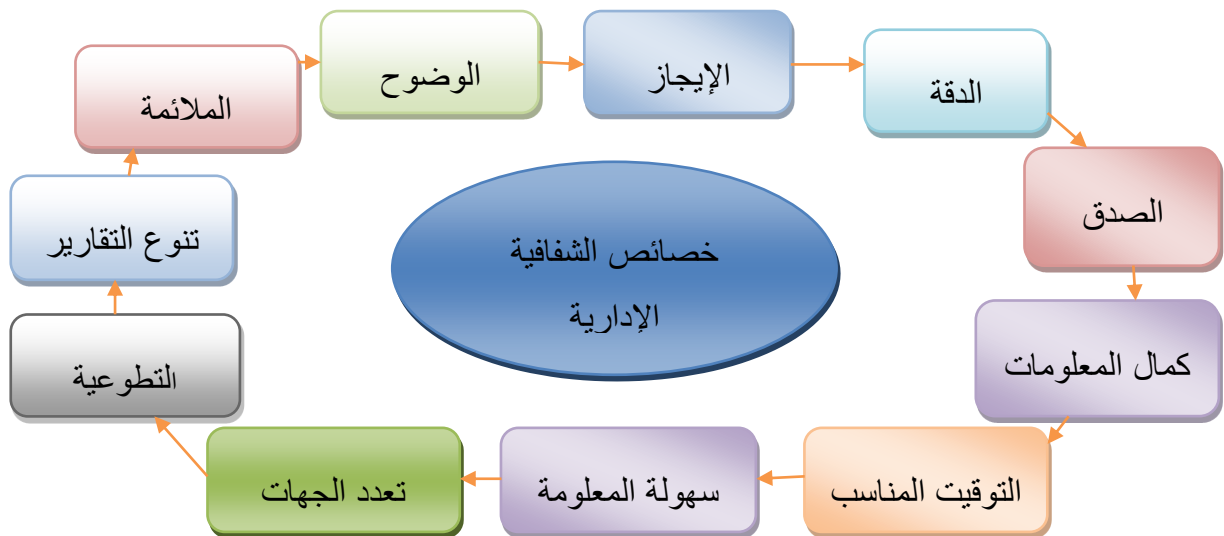 الوضوح
الإيجاز
الدقة
الملائمة
الصدق
تنوع التقارير
خصائص الشفافية
الإدارية
كمال المعلومات
التطوعية
التوقيت المناسب
سهولة المعلومة
تعدد الجهات